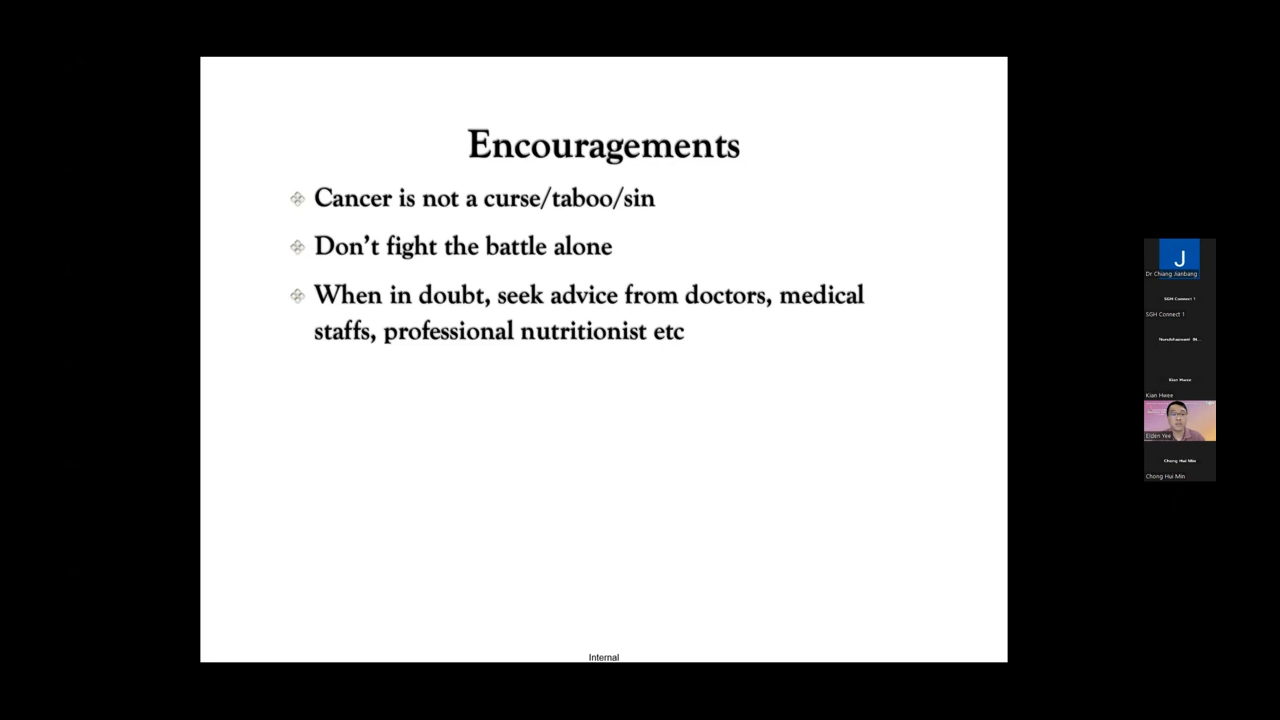 Encouragements
Cancer is not a curse/taboo/sin
Don’t fight the battle alone
When in doubt, seek advice from doctors, medical
staffs, professional nutritionist etc
Internal
J
Dr Chiang Jianbang
SGH Connect 1
SGH Connect 1
Kian Hwee
Kian Hwee
Elden Yee
Chong Hui Min
Chong Hui Min